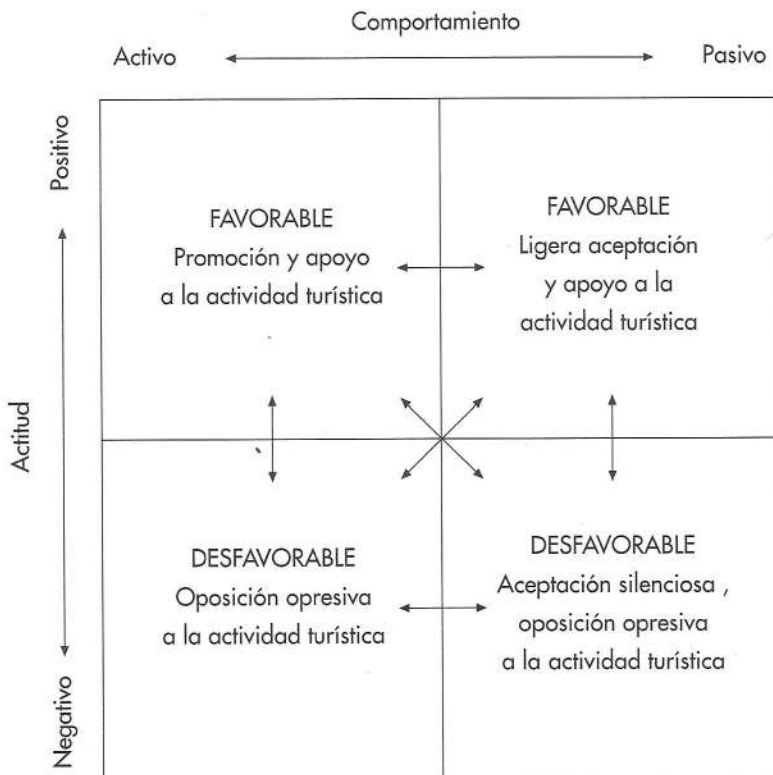 Comportamiento
Activo
Pasivo
Positivo
Actitud
Negativo
FAVORABLE
Promoción y apoyo
a la actividad turística
FAVORABLE
Ligera aceptación
y apoyo a la
actividad turística
DESFAVORABLE
Oposición opresiva
a la actividad turística
DESFAVORABLE
Aceptación silenciosa ,
oposición opresiva
a la actividad turística